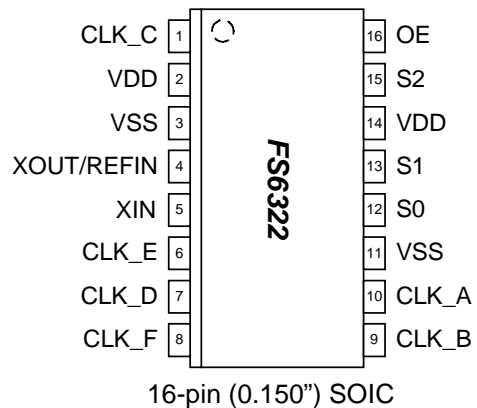 CLK_C 1 16 OE
VDD 2 15 S2
VSS 3 14 VDD
XOUT/REFIN 4 13 S1
XIN 5 12 S0
CLK_E 6 11 VSS
CLK_D 7 10 CLK_A
CLK_F 8 9 CLK_B
FS6322
16-pin (0.150”) SOIC